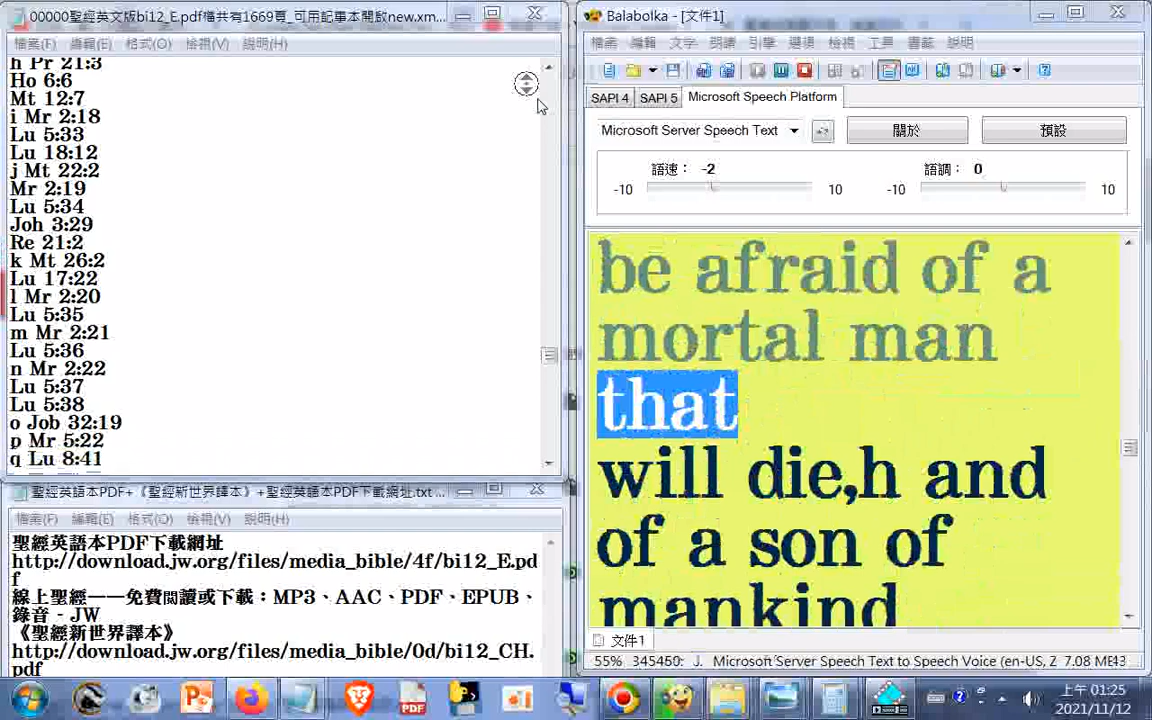 00000聖經英文版bi12_E.pdf檔共有1669頁_可用記事本開啟new.xm...
檔案(F) 編輯(E) 格式(O) 檢視(V) 說明(H)
h Pr 21:3
Ho 6:6
Mt 12:7
i Mr 2:18
Lu 5:33
Lu 18:12
j Mt 22:2
Mr 2:19
Lu 5:34
Joh 3:29
Re 21:2
k Mt 26:2
Lu 17:22
l Mr 2:20
Lu 5:35
m Mr 2:21
Lu 5:36
n Mr 2:22
Lu 5:37
Lu 5:38
o Job 32:19
p Mr 5:22
q Lu 8:41
聖經英語本PDF+《聖經新世界譯本》+聖經英語本PDF下載網址.txt ...
檔案(F) 編輯(E) 格式(O) 檢視(V) 說明(H)
聖經英語本PDF下載網址
http://download.jw.org/files/media_bible/4f/bi12_E.pd
f
線上聖經——免費閱讀或下載：MP3、AAC、PDF、EPUB、
錄音 - JW
《聖經新世界譯本》
http://download.jw.org/files/media_bible/0d/bi12_CH.
pdf
Balabolka - [文件1]
檔案 編輯 文字 朗讀 引擎 選項 檢視 工具 書籤 說明
SAPI 4 SAPI 5 Microsoft Speech Platform
Microsoft Server Speech Text 關於 預設
語速： -2 語調： 0
-10 10 -10 10
be afraid of a
mortal man
that
will die,h and
of a son of
mankind
文件1
55% 345450: J. Microsoft Server Speech Text to Speech Voice (en-US, Z 7.08 ME43
上午 01:25
2021/11/12